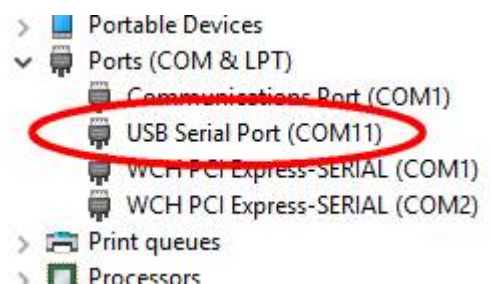 Portable Devices
Ports (COM & LPT)
Communications Port (COM1)
USB Serial Port (COM11)
WCH PCI Express-SERIAL (COM1)
WCH PCI Express-SERIAL (COM2)
Print queues
Processors